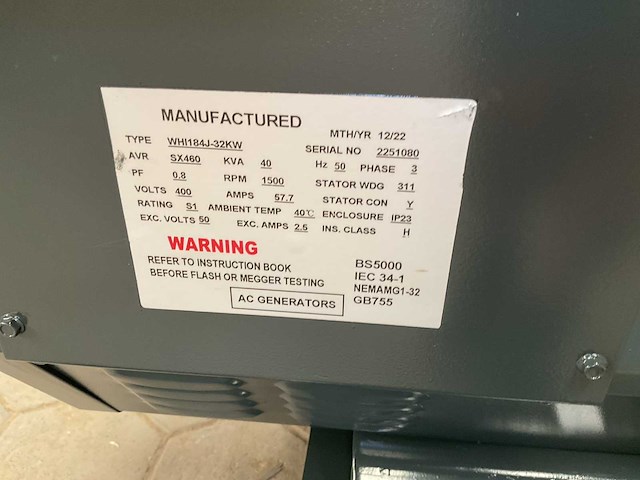 MANUFACTURED
MTH/YR 12/22
TYPE WHI184J-32KW SERIAL NO 2251080
AVR SX460 KVA 40 Hz 50 PHASE 3
PF 0.8 RPM 1500 STATOR WDG 311
VOLTS 400 AMPS 57.7 STATOR CON Y
RATING S1 AMBIENT TEMP 40℃ ENCLOSURE IP23
EXC. VOLTS 50 EXC. AMPS 2.5 INS. CLASS H
WARNING
REFER TO INSTRUCTION BOOK
BEFORE FLASH OR MEGGER TESTING
BS5000
IEC 34-1
NEMAMG1-32
GB755
AC GENERATORS